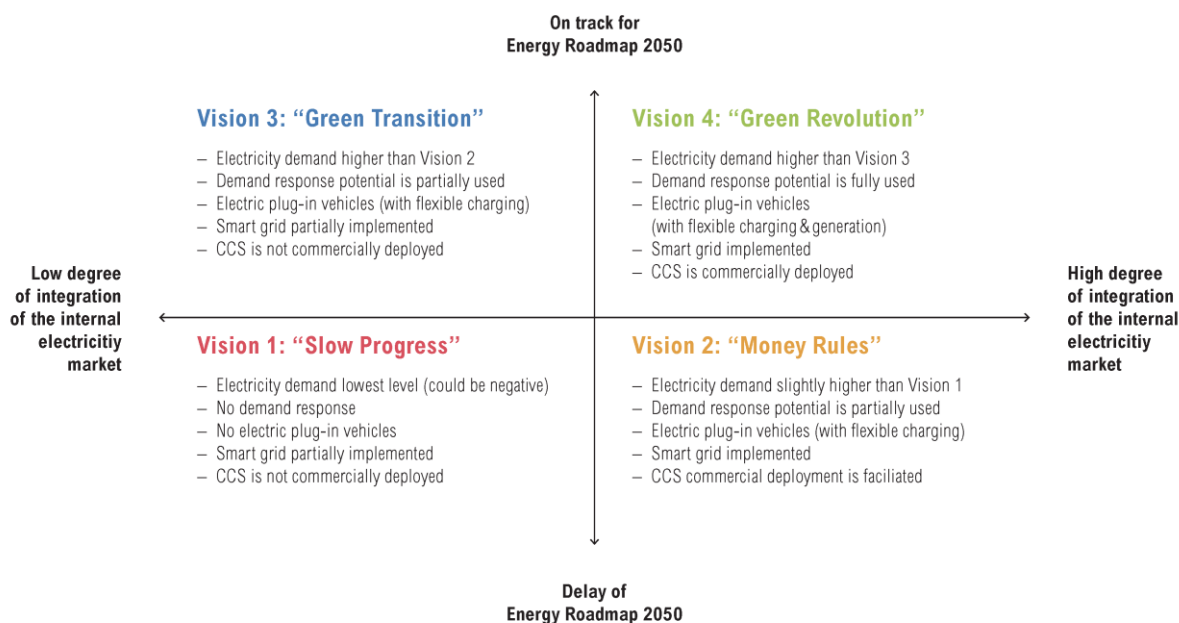 On track for
Energy Roadmap 2050
Vision 3: “Green Transition”
– Electricity demand higher than Vision 2
– Demand response potential is partially used
– Electric plug-in vehicles (with flexible charging)
– Smart grid partially implemented
– CCS is not commercially deployed
Vision 4: “Green Revolution”
– Electricity demand higher than Vision 3
– Demand response potential is fully used
– Electric plug-in vehicles
(with flexible charging & generation)
– Smart grid implemented
– CCS is commercially deployed
Low degree
of integration
of the internal
electricitiy
market
High degree
of integration
of the internal
electricitiy
market
Vision 1: “Slow Progress”
– Electricity demand lowest level (could be negative)
– No demand response
– No electric plug-in vehicles
– Smart grid partially implemented
– CCS is not commercially deployed
Vision 2: “Money Rules”
– Electricity demand slightly higher than Vision 1
– Demand response potential is partially used
– Electric plug-in vehicles (with flexible charging)
– Smart grid implemented
– CCS commercial deployment is faciliated
Delay of
Energy Roadmap 2050